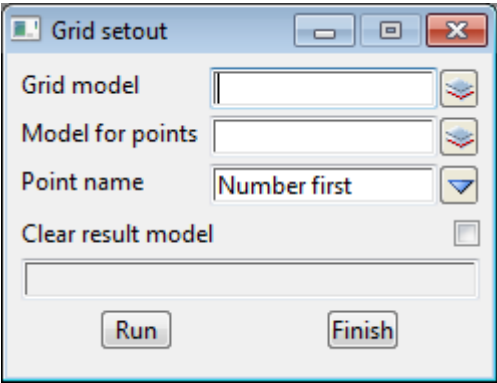 Grid setout
Grid model
Model for points
Point name Number first
Clear result model
Run Finish